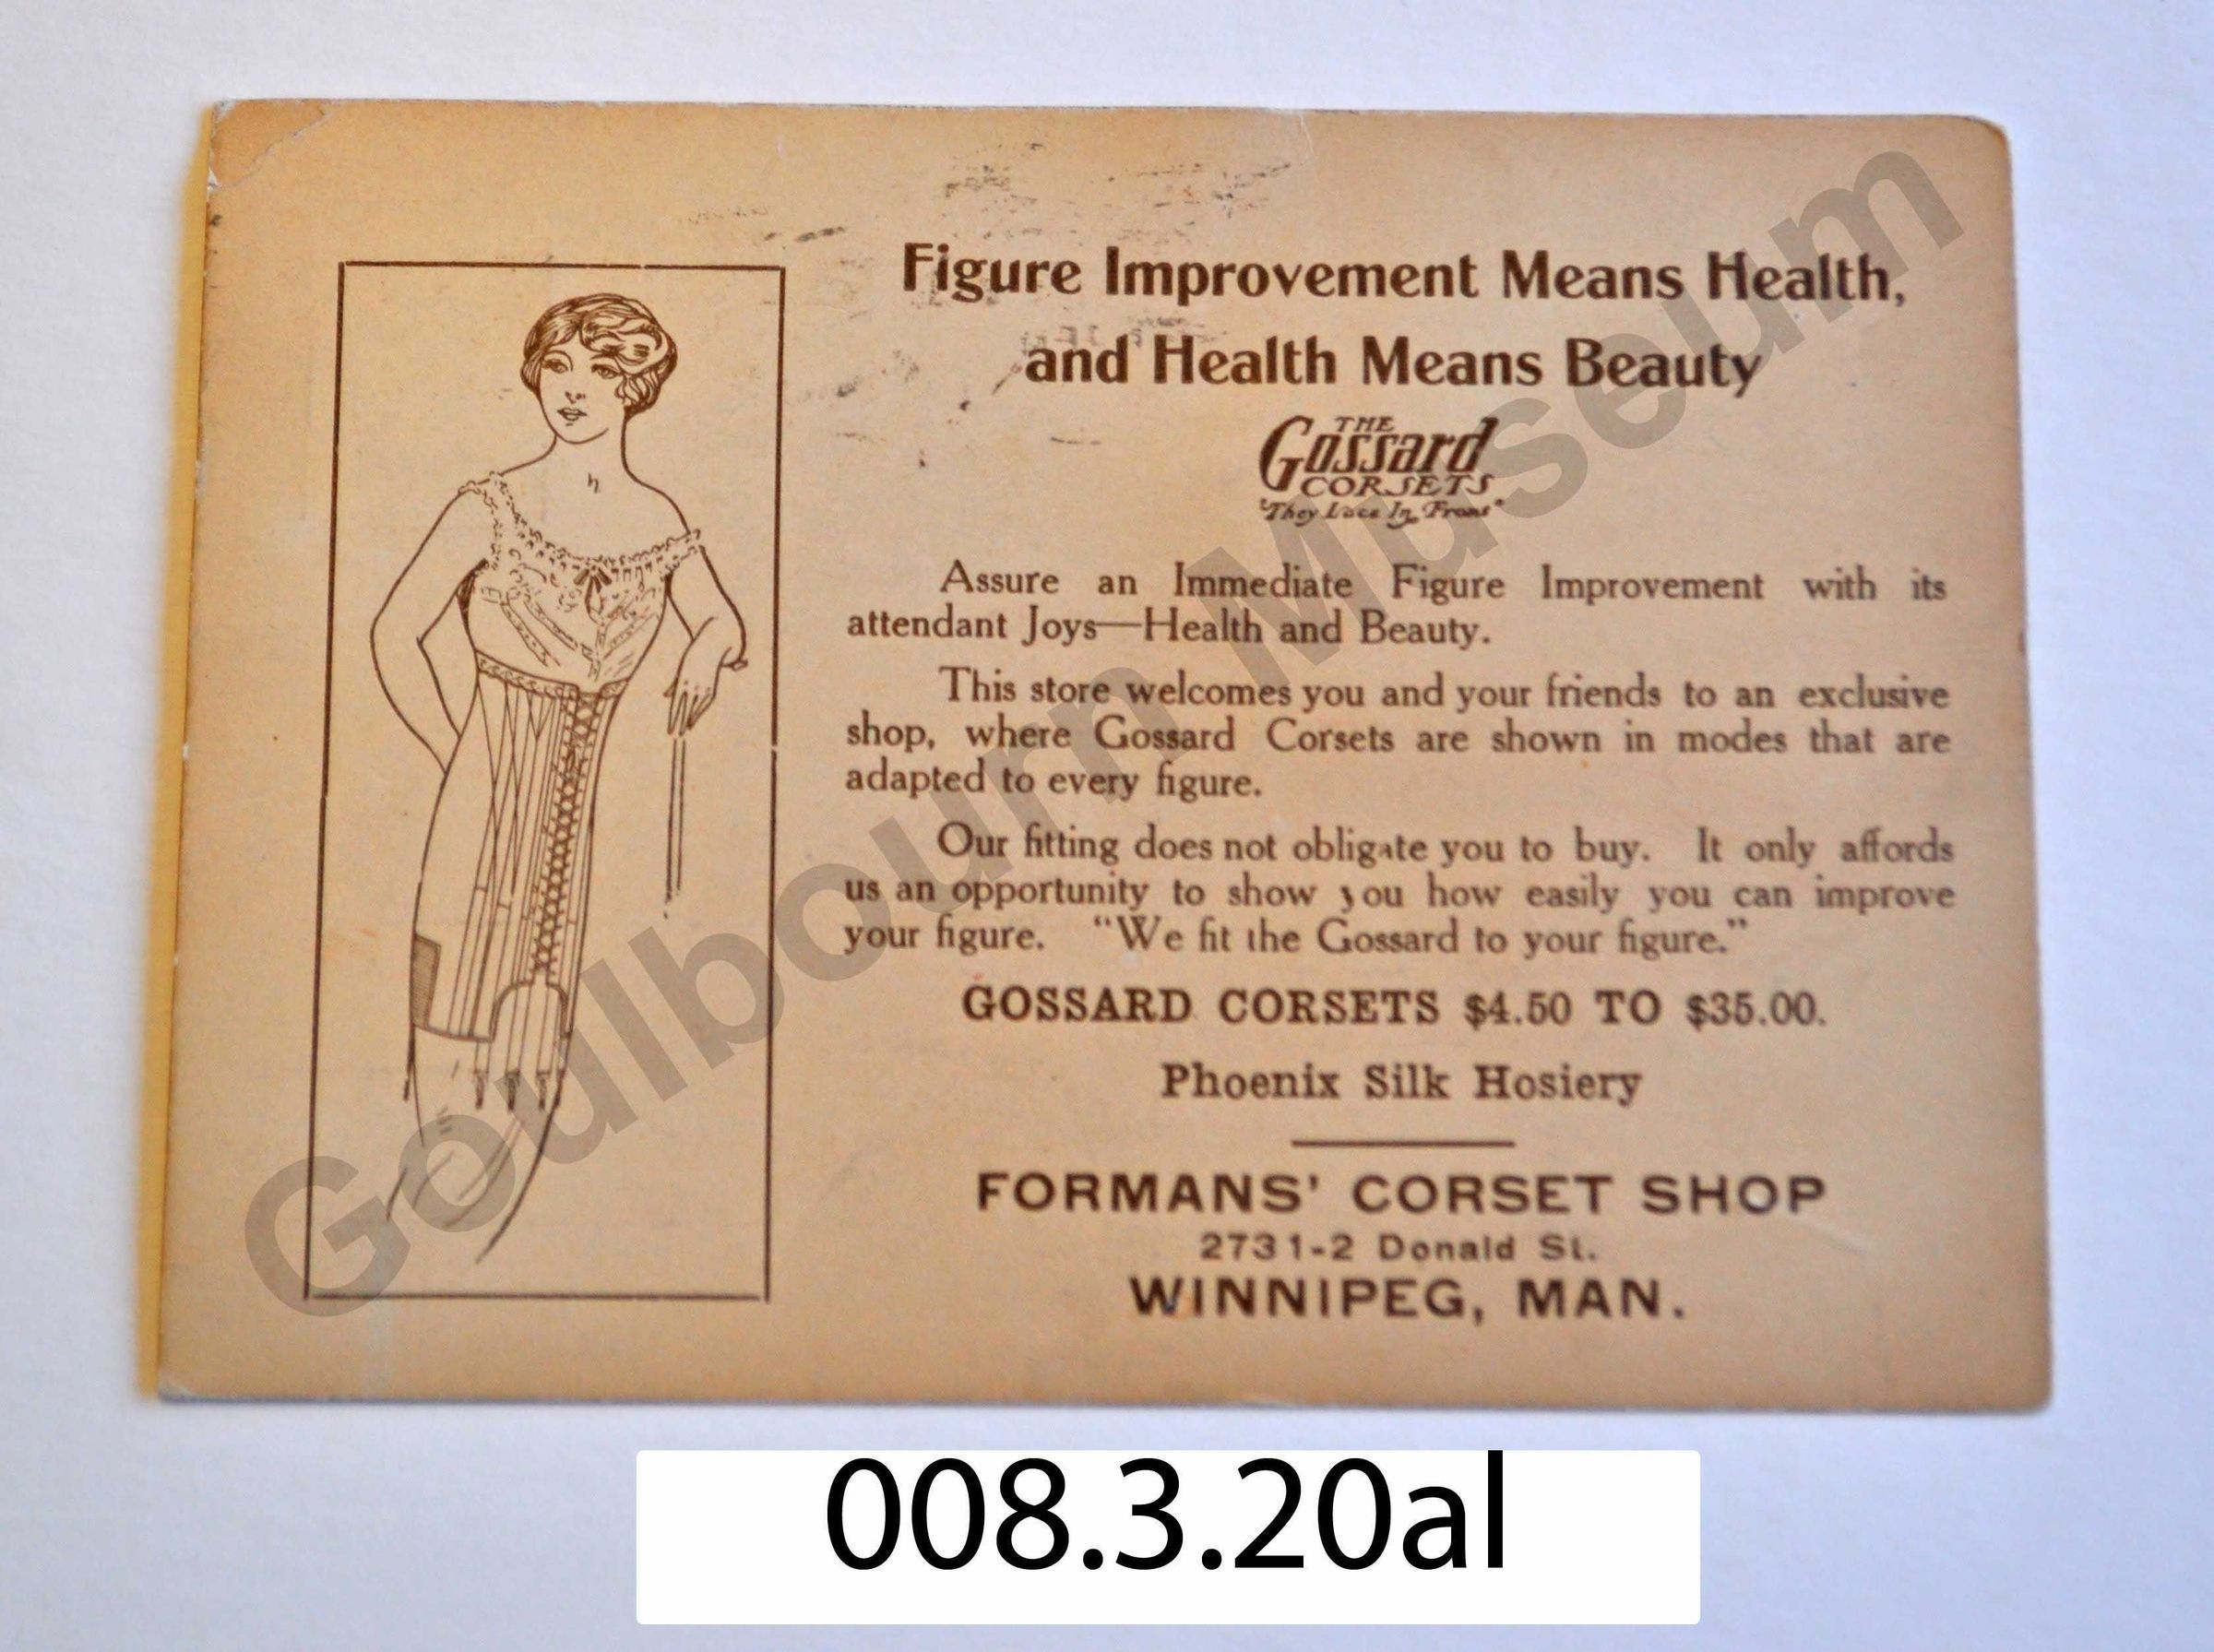 Figure Improvement Means Health,
and Health Means Beauty
THE
Gossard
CORSETS
"They Lace In Front"
Assure an Immediate Figure Improvement with its
attendant Joys—Health and Beauty.
This store welcomes you and your friends to an exclusive
shop, where Gossard Corsets are shown in modes that are
adapted to every figure.
Our fitting does not obligate you to buy. It only affords
us an opportunity to show you how easily you can improve
your figure. "We fit the Gossard to your figure."
GOSSARD CORSETS $4.50 TO $35.00.
Phoenix Silk Hosiery
FORMANS' CORSET SHOP
2731-2 Donald St.
WINNIPEG, MAN.
Goulbourn Museum
008.3.20al